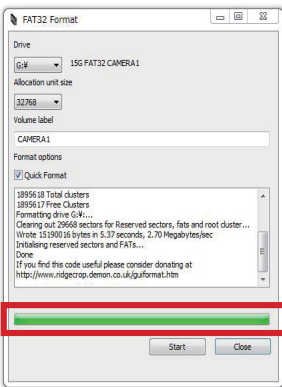 FAT32 Format
Drive
G:¥ 15G FAT32 CAMERA1
Allocation unit size
32768
Volume label
CAMERA1
Format options
Quick Format
1895618 Total clusters
1895617 Free Clusters
Formatting drive G:¥:...
Clearing out 29668 sectors for Reserved sectors, fats and root cluster...
Wrote 15190016 bytes in 5.37 seconds, 2.70 Megabytes/sec
Initialising reserved sectors and FATs...
Done
If you find this code useful please consider donating at
http://www.ridgecrop.demon.co.uk/guiformat.htm
Start Close